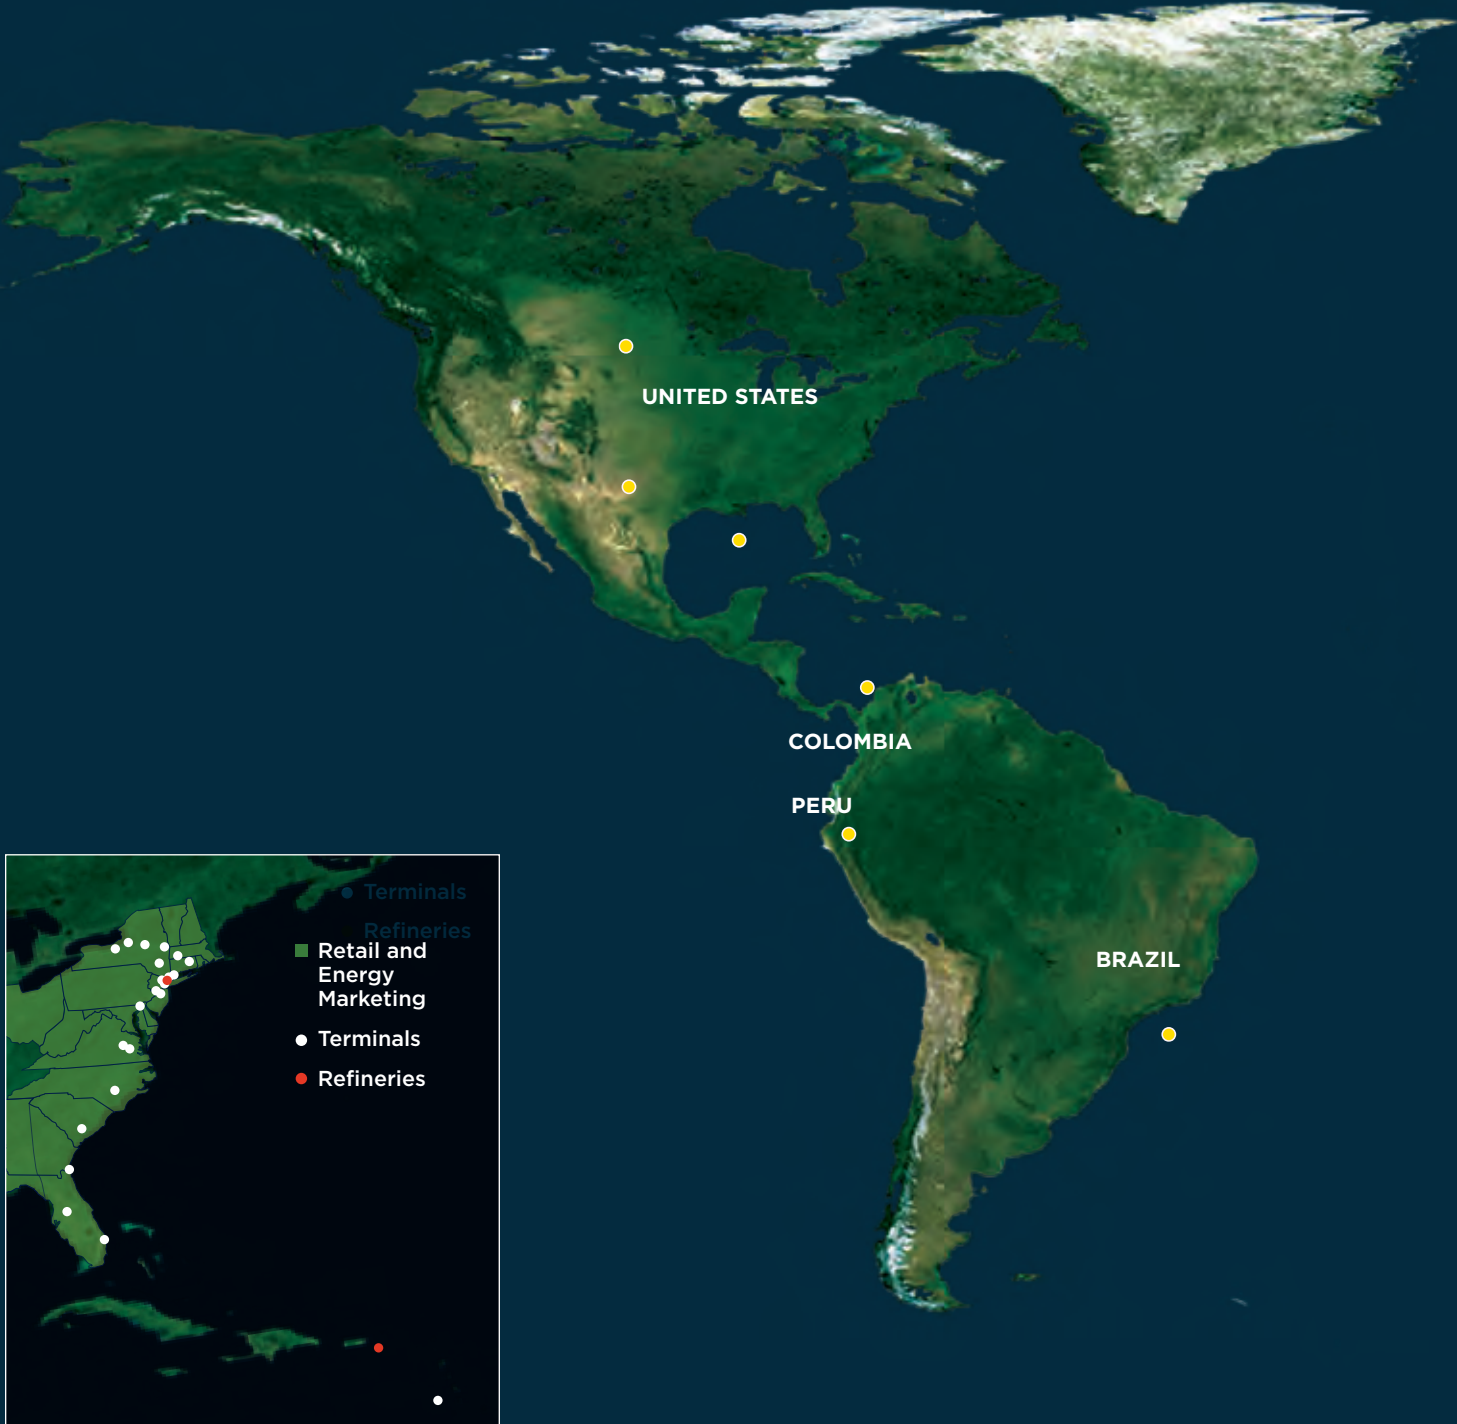 UNITED STATES
COLOMBIA
PERU
BRAZIL
Terminals
Refineries
Retail and
Energy
Marketing
Terminals
Refineries